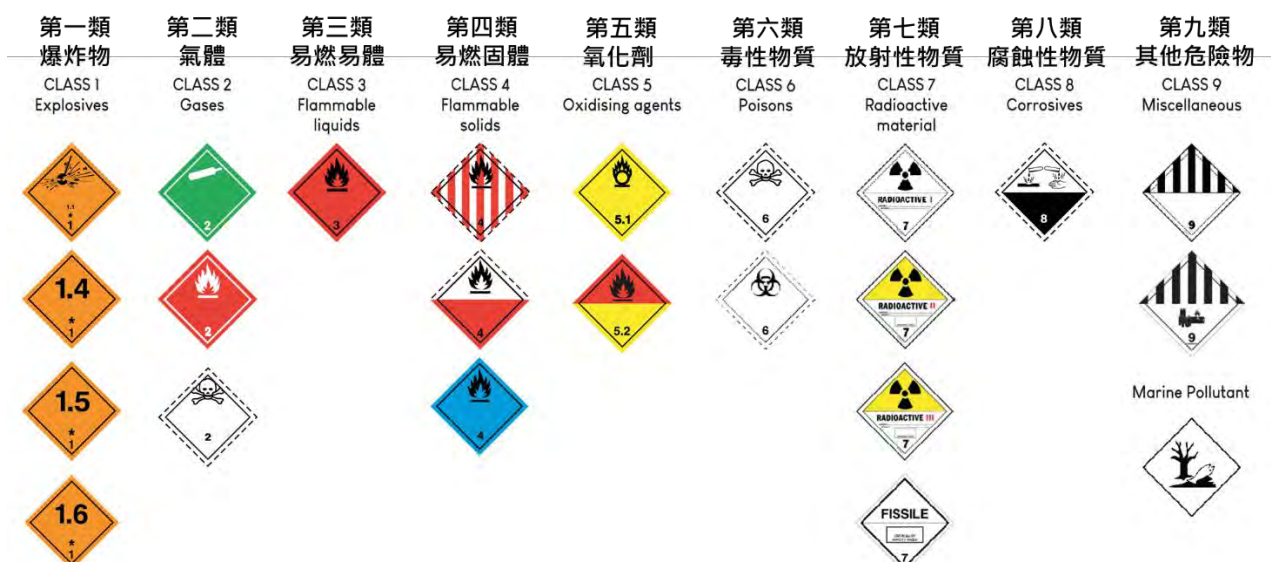 第一類
爆炸物
CLASS 1
Explosives
1.1
*
1
1.4
*
1
1.5
*
1
1.6
*
1
第二類
氣體
CLASS 2
Gases
2
2
2
第三類
易燃易體
CLASS 3
Flammable
liquids
3
第四類
易燃固體
CLASS 4
Flammable
solids
4
4
4
第五類
氧化劑
CLASS 5
Oxidising agents
5.1
5.2
第六類
毒性物質
CLASS 6
Poisons
6
6
第七類
放射性物質
CLASS 7
Radioactive
material
RADIOACTIVE I
7
RADIOACTIVE II
7
RADIOACTIVE III
7
FISSILE
7
第八類
腐蝕性物質
CLASS 8
Corrosives
8
第九類
其他危險物
CLASS 9
Miscellaneous
9
9
Marine Pollutant